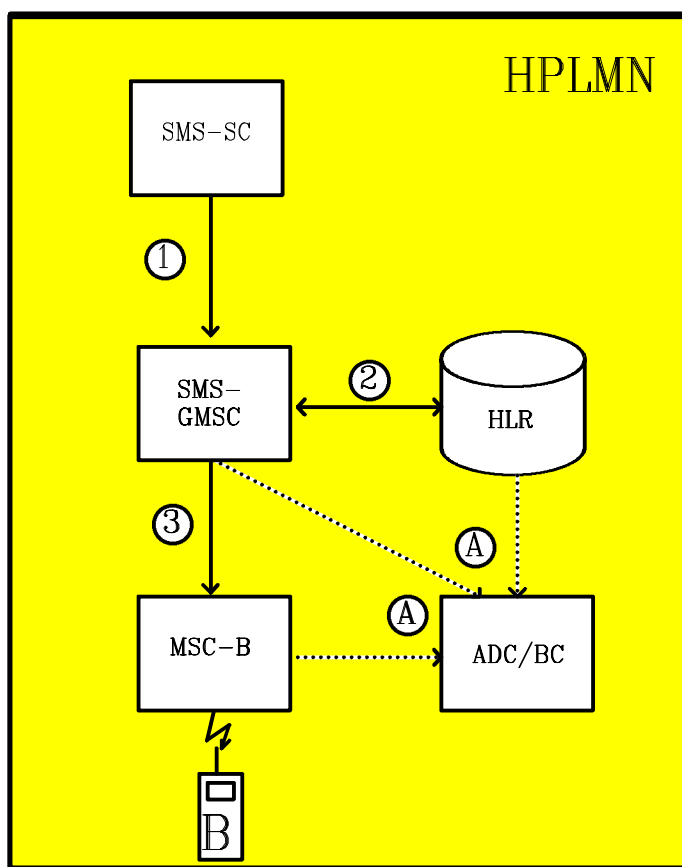 HPLMN
SMS-SC
1
SMS-
GMSC
2
HLR
3
A
A
MSC-B
ADC/BC
B